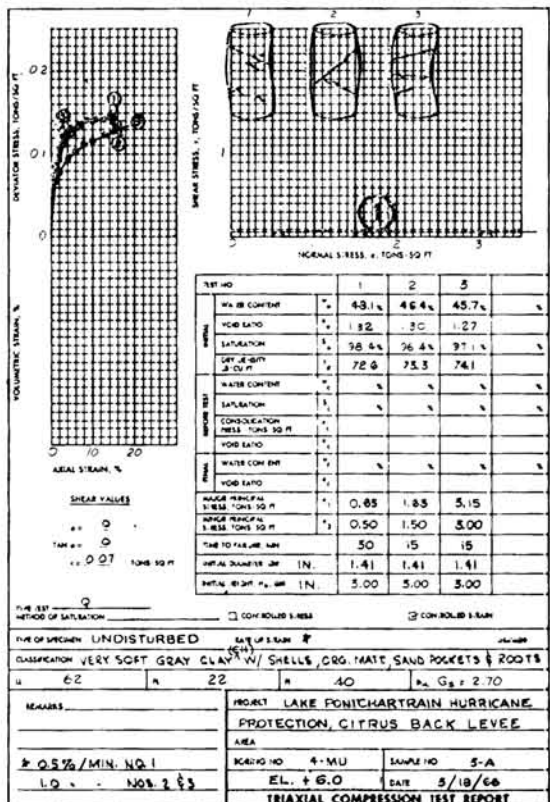 1 2 3
DEVIATOR STRESS, TONS/SQ FT
0.2
0.1
0
SHEAR STRESS, τ, TONS/SQ FT
1
0 2 3
NORMAL STRESS, σ, TONS/SQ FT
1
VOLUMETRIC STRAIN, %
0 10 20
AXIAL STRAIN, %
TEST NO 1 2 3
INITIAL
WATER CONTENT 43.1% 46.4% 45.7% %
VOID RATIO 1.32 1.30 1.27
SATURATION 98.4% 96.4% 97.1% %
DRY DENSITY LB/CU FT 72.6 73.3 74.1
BEFORE TEST
WATER CONTENT % % % %
SATURATION % % % %
CONSOLIDATION PRESS, TONS/SQ FT
VOID RATIO
FINAL
WATER CONTENT % % % %
VOID RATIO
MAJOR PRINCIPAL STRESS, TONS/SQ FT 0.65 1.63 3.15
MINOR PRINCIPAL STRESS, TONS/SQ FT 0.50 1.50 3.00
TIME TO FAILURE, MIN 30 15 15
INITIAL DIAMETER IN. 1.41 1.41 1.41
INITIAL HEIGHT IN. 3.00 3.00 3.00
SHEAR VALUES
φ = 0
TAN φ = 0
c = 0.07 TONS/SQ FT
TYPE TEST Q
METHOD OF SATURATION
CONTROLLED STRESS
CONTROLLED STRAIN
TYPE OF SPECIMEN UNDISTURBED RATE OF STRAIN *
CLASSIFICATION VERY SOFT GRAY CLAY (CH) W/ SHELLS, ORG. MATT, SAND POCKETS & ROOTS
62 22 40 Gs = 2.70
REMARKS
PROJECT LAKE PONTCHARTRAIN HURRICANE
PROTECTION, CITRUS BACK LEVEE
AREA
* 0.5%/MIN. NO. 1
BORING NO 4-MU SAMPLE NO 5-A
1.0 " " NOS. 2 & 3
EL. +6.0 DATE 5/18/66
TRIAXIAL COMPRESSION TEST REPORT